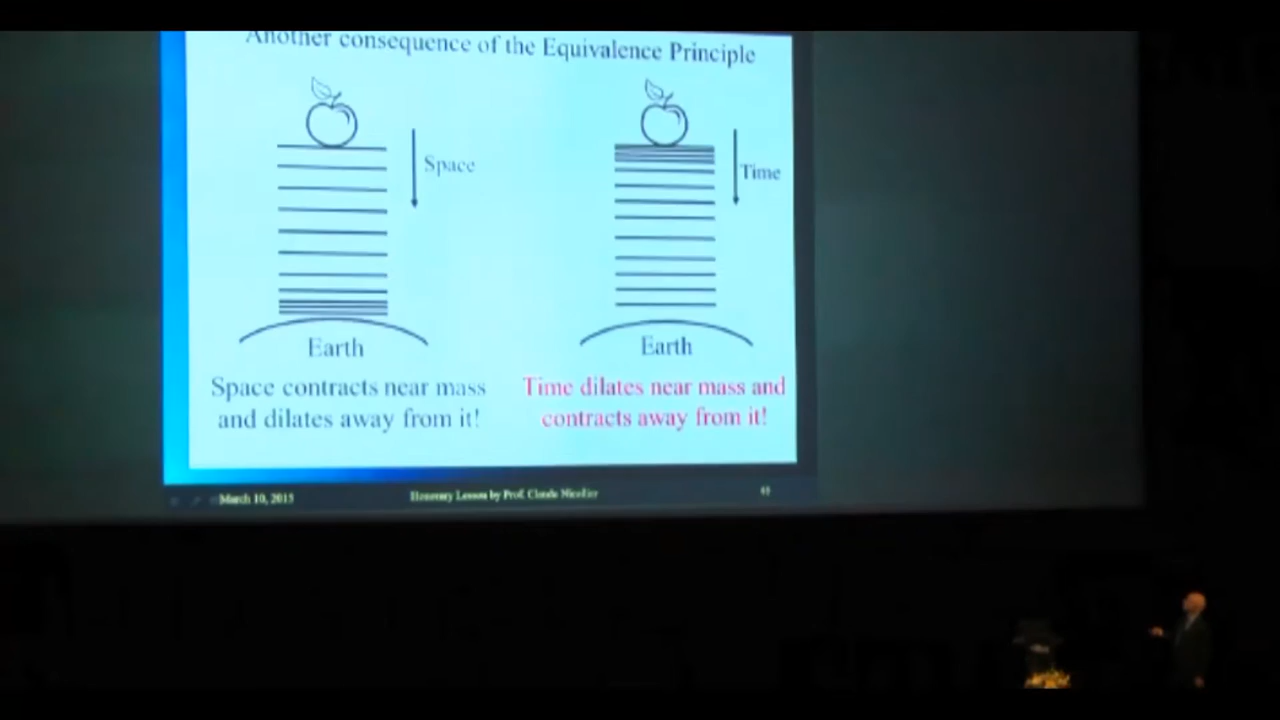 Another consequence of the Equivalence Principle
Space
Time
Earth
Earth
Space contracts near mass
and dilates away from it!
Time dilates near mass and
contracts away from it!
March 10, 2015
Honorary Lesson by Prof. Claude Nicollier